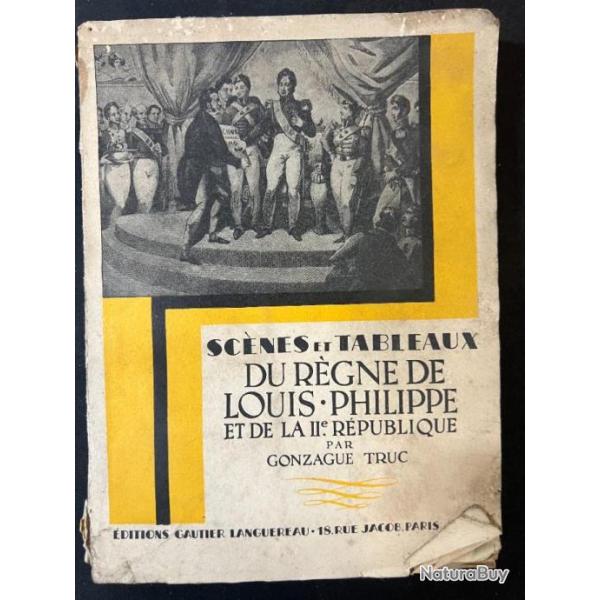 SCÈNES ET TABLEAUX
DU RÈGNE DE
LOUIS·PHILIPPE
ET DE LA IIe RÉPUBLIQUE
PAR
GONZAGUE TRUC
ÉDITIONS GAUTIER LANGUEREAU·18.RUE JACOB.PARIS
NaturaBuy